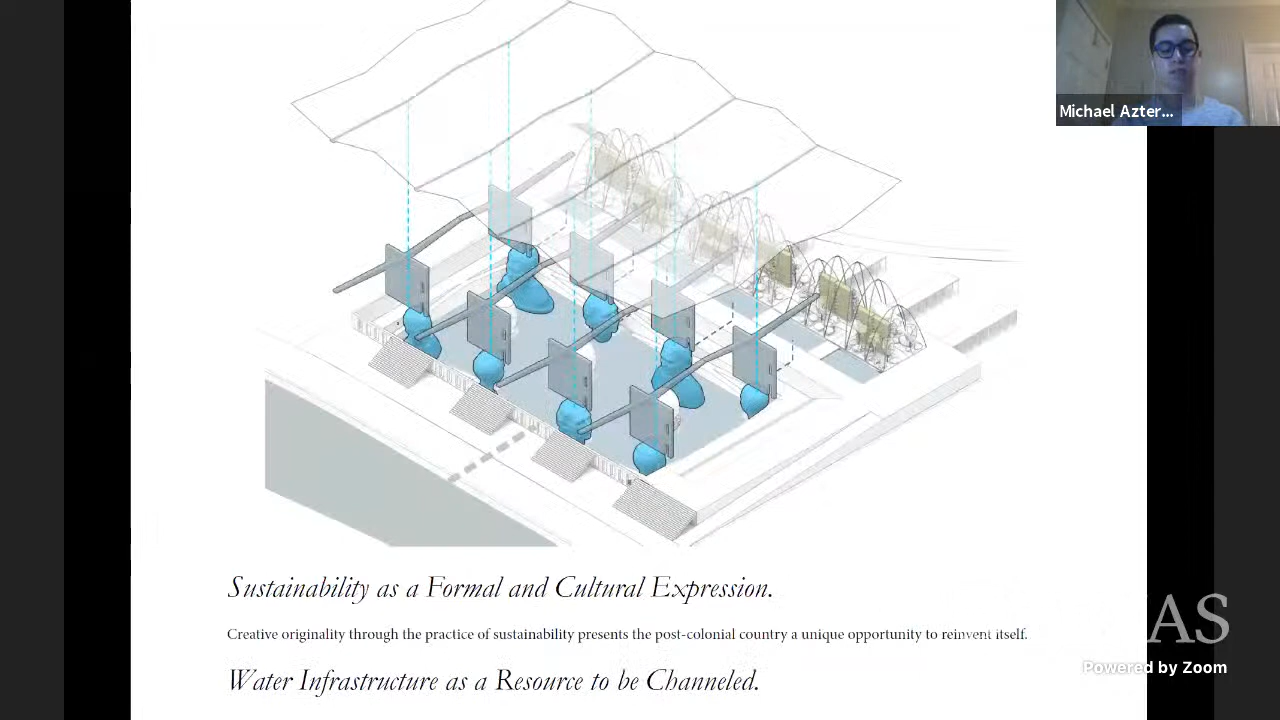 Michael Azter...
Sustainability as a Formal and Cultural Expression.
Creative originality through the practice of sustainability presents the post-colonial country a unique opportunity to reinvent itself.
AS
Water Infrastructure as a Resource to be Channeled.
Powered by Zoom